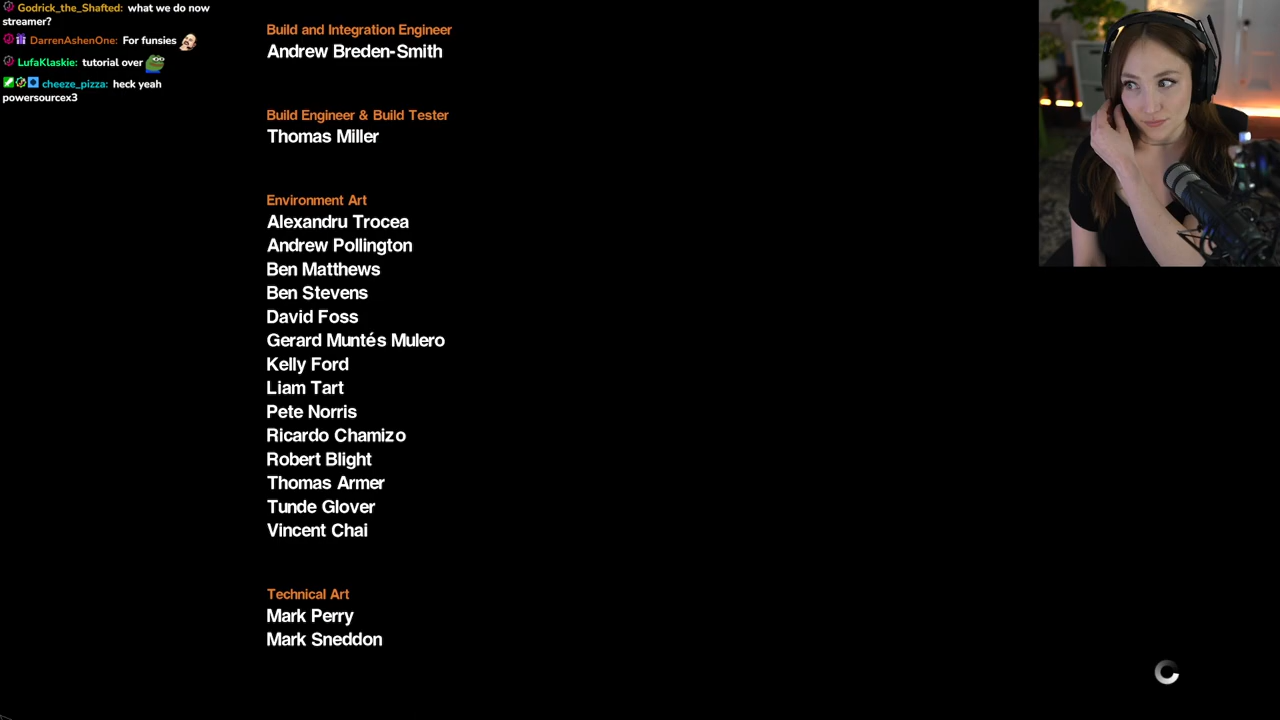 Godrick_the_Shafted: what we do now
streamer?
DarrenAshenOne: For funsies
LufaKlaskie: tutorial over
cheeze_pizza: heck yeah
powersourcex3
Build and Integration Engineer
Andrew Breden-Smith
Build Engineer & Build Tester
Thomas Miller
Environment Art
Alexandru Trocea
Andrew Pollington
Ben Matthews
Ben Stevens
David Foss
Gerard Muntés Mulero
Kelly Ford
Liam Tart
Pete Norris
Ricardo Chamizo
Robert Blight
Thomas Armer
Tunde Glover
Vincent Chai
Technical Art
Mark Perry
Mark Sneddon